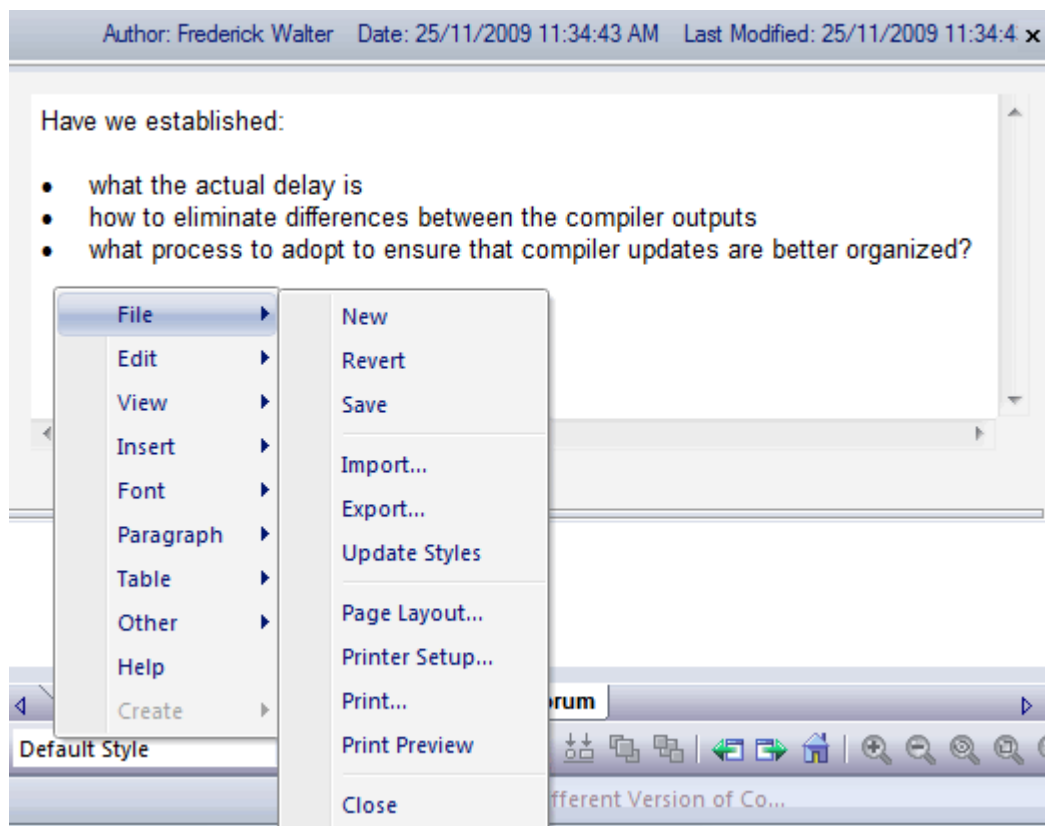 Author: Frederick Walter Date: 25/11/2009 11:34:43 AM Last Modified: 25/11/2009 11:34:4
Have we established:
• what the actual delay is
• how to eliminate differences between the compiler outputs
• what process to adopt to ensure that compiler updates are better organized?
File
Edit
View
Insert
Font
Paragraph
Table
Other
Help
Create
New
Revert
Save
Import...
Export...
Update Styles
Page Layout...
Printer Setup...
Print...
Print Preview
Close
rum
Default Style
fferent Version of Co...